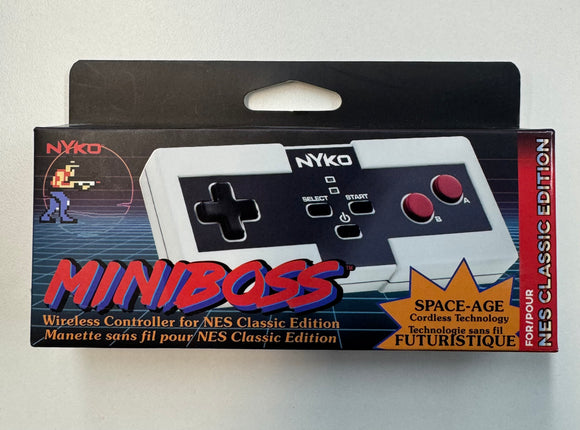 NYKO
NYKO
SELECT
START
B
A
MINIBOSS
Wireless Controller for NES Classic Edition
Manette sans fil pour NES Classic Edition
SPACE-AGE
Cordless Technology
Technologie sans fil
FUTURISTIQUE
FOR/POUR
NES CLASSIC EDITION